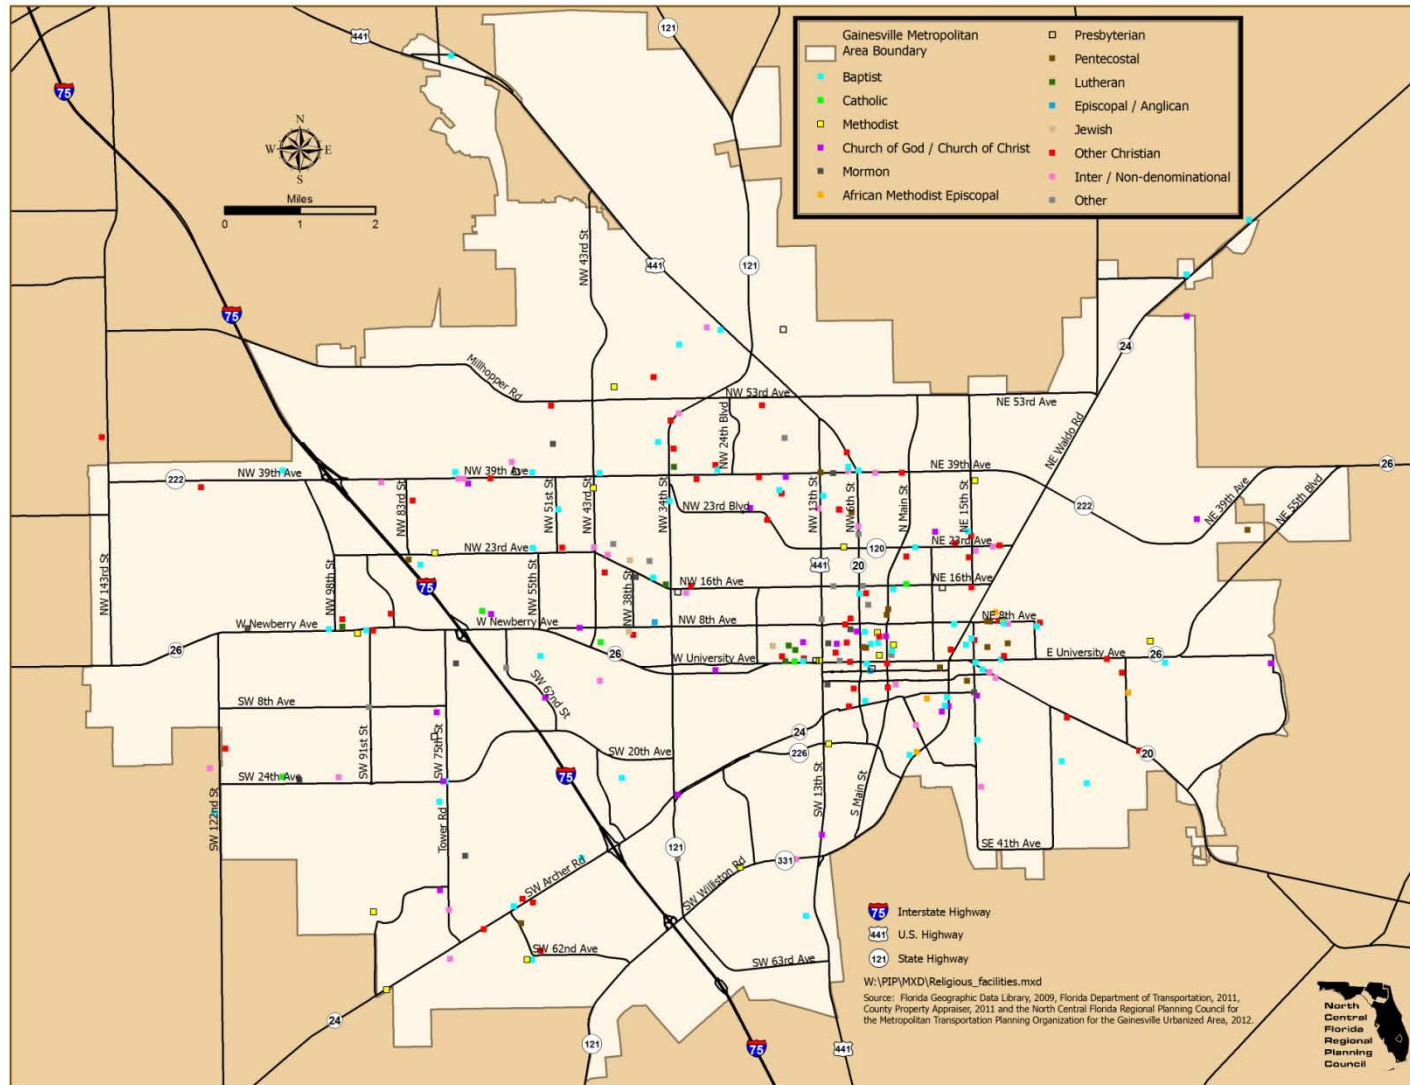 441
121
75
N
W
E
S
Miles
0
1
2
Gainesville Metropolitan
Area Boundary
Baptist
Catholic
Methodist
Church of God / Church of Christ
Mormon
African Methodist Episcopal
Presbyterian
Pentecostal
Lutheran
Episcopal / Anglican
Jewish
Other Christian
Inter / Non-denominational
Other
NW 43rd St
441
121
75
24
Millhopper Rd
NW 53rd Ave
NE 53rd Ave
NW 24th Blvd
NE Waldo Rd
222
NW 39th Ave
NW 39th Ave
NE 39th Ave
26
NW 143rd St
NW 98th St
NW 83rd St
NW 51st St
NW 43rd St
NW 34th St
NW 23rd Blvd
NW 13th St
NW 6th St
N Main St
NE 15th St
222
NE 39th Ave
NE 55th Blvd
NW 23rd Ave
120
NE 23rd Ave
441
20
75
NW 55th St
NW 38th St
NW 16th Ave
NE 16th Ave
W Newberry Ave
W Newberry Ave
NW 8th Ave
NE 8th Ave
26
26
W University Ave
E University Ave
26
SW 8th Ave
SW 62nd St
SW 91st St
SW 75th St
24
226
20
SW 20th Ave
SW 24th Ave
75
SW 122nd St
Tower Rd
SW 13th St
S Main St
121
331
SE 41th Ave
SW Archer Rd
SW Williston Rd
SW 62nd Ave
SW 63rd Ave
24
121
75
441
75
Interstate Highway
441
U.S. Highway
121
State Highway
W:\PIP\MXD\Religious_facilities.mxd
Source: Florida Geographic Data Library, 2009, Florida Department of Transportation, 2011,
County Property Appraiser, 2011 and the North Central Florida Regional Planning Council for
the Metropolitan Transportation Planning Organization for the Gainesville Urbanized Area, 2012.
North
Central
Florida
Regional
Planning
Council